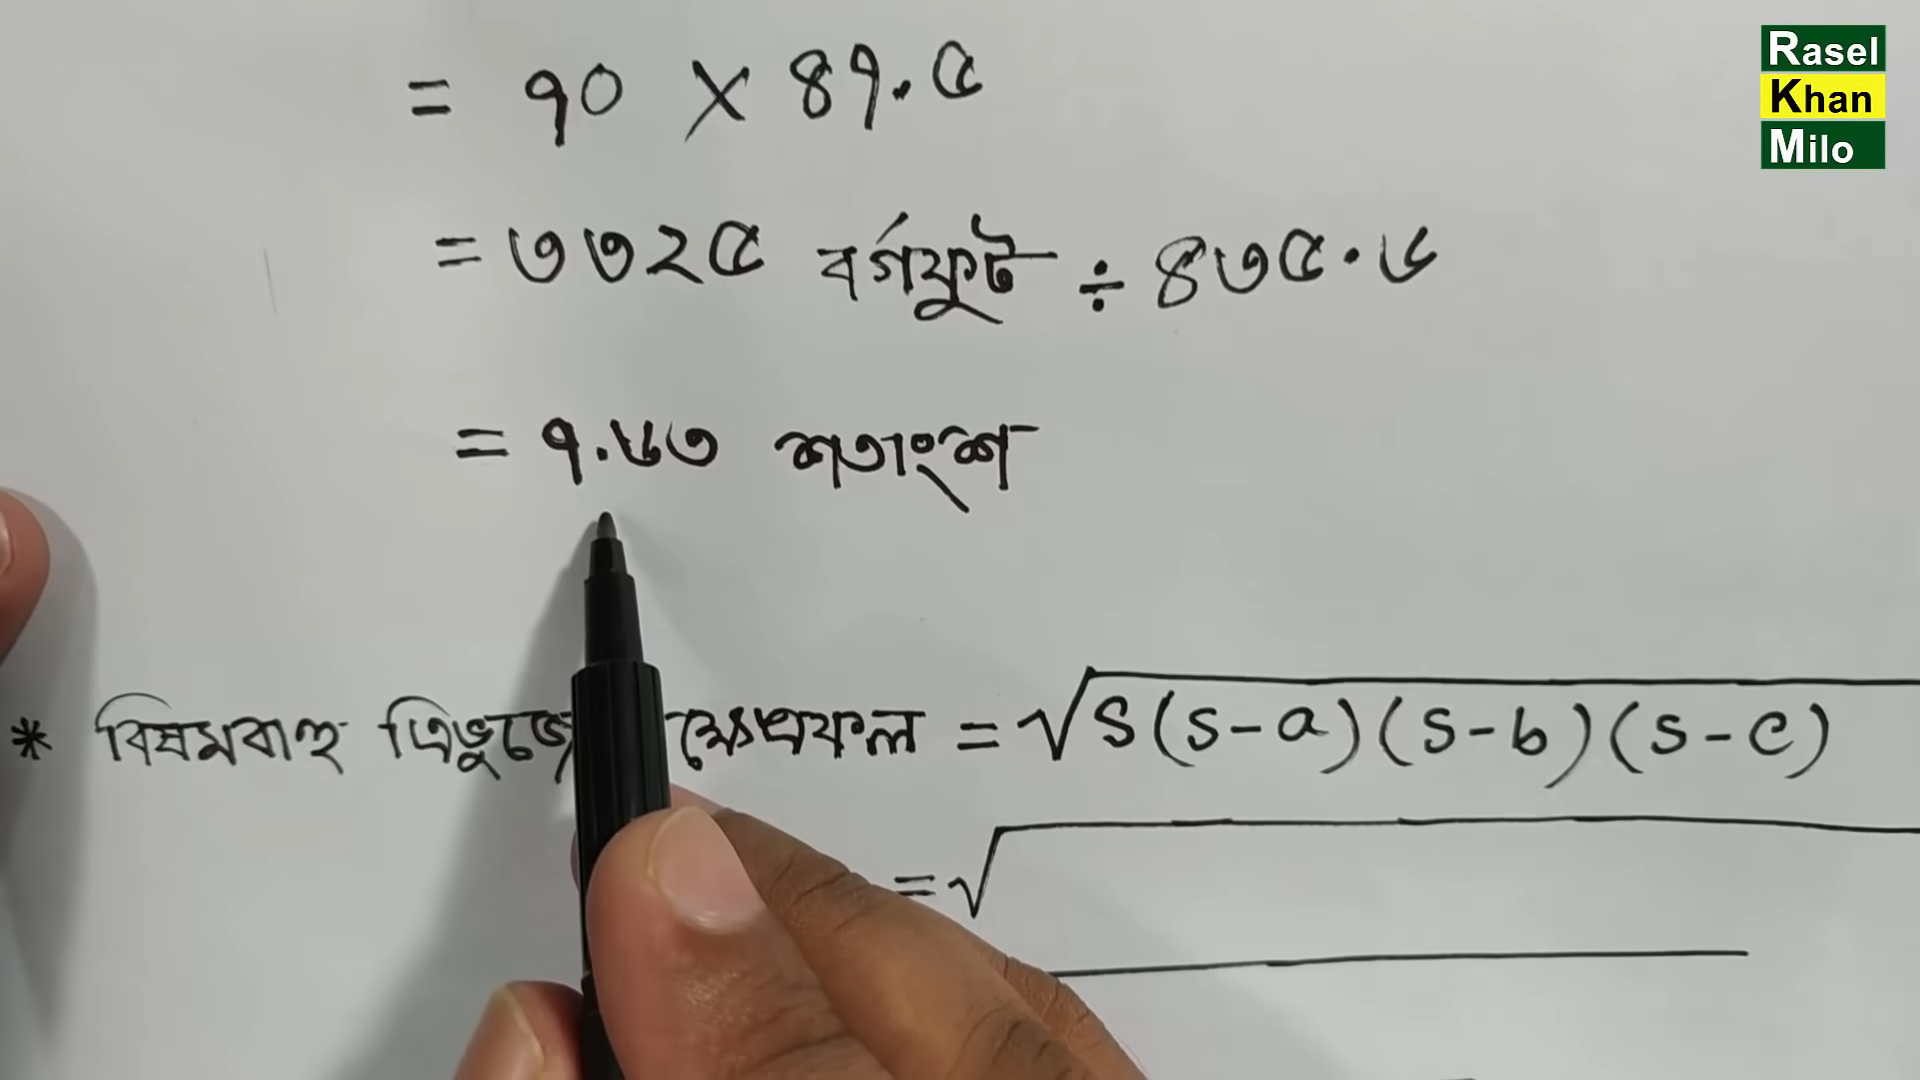 = ৭০ × ৪৭.৫
= ৩৩২৫ বর্গফুট ÷ ৪৩৫.৬
= ৭.৬৩ শতাংশ
* বিষমবাহু ত্রিভুজে ক্ষেত্রফল = √S(S-a)(S-b)(S-c)
= √
Rasel
Khan
Milo